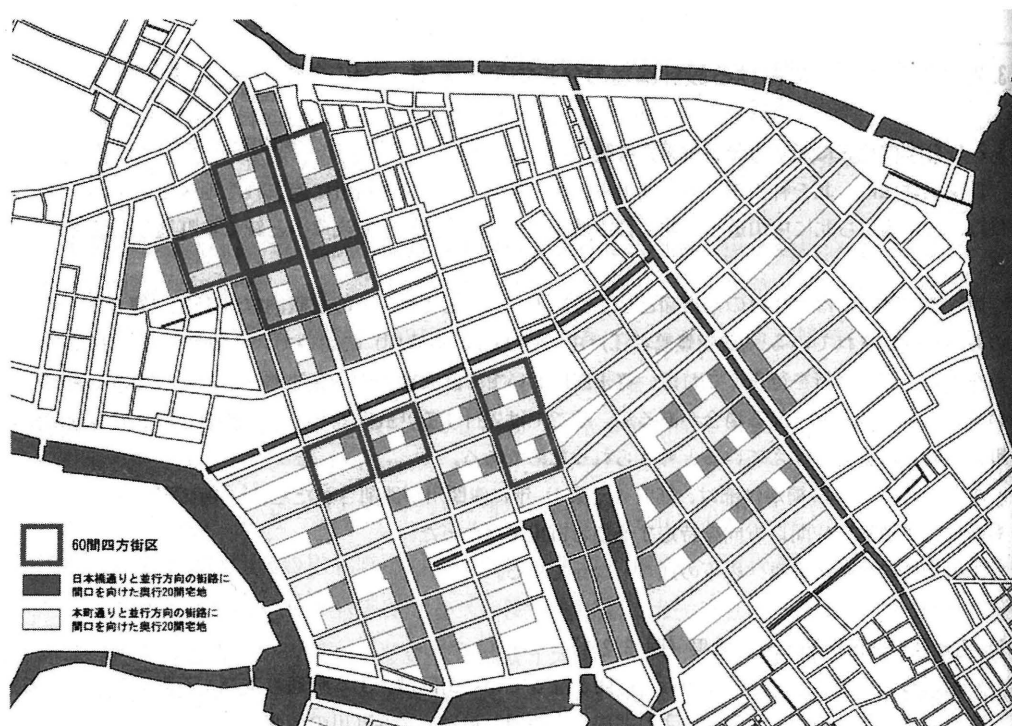 60間四方街区
日本橋通りと並行方向の街路に
間口を向けた奥行20間宅地
本町通りと並行方向の街路に
間口を向けた奥行20間宅地